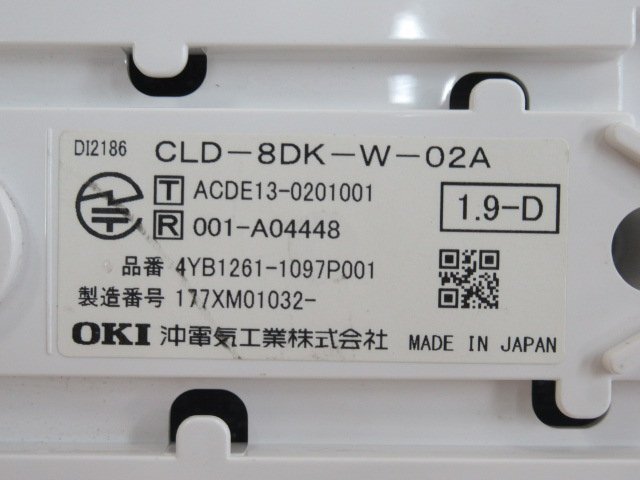 DI2186 CLD-8DK-W-02A
T ACDE13-0201001
R 001-A04448
1.9-D
品番 4YB1261-1097P001
製造番号 177XM01032-
OKI 沖電気工業株式会社 MADE IN JAPAN